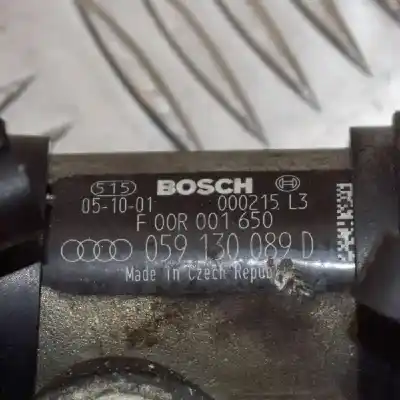 515 BOSCH
05-10-01 000215 L3
F 00R 001 650
059 130 089 D
Made in Czech Repu